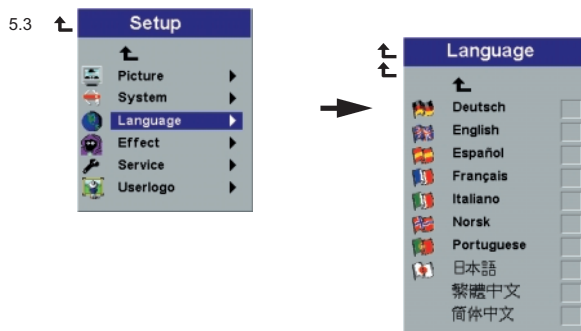 5.3
Setup
Picture
System
Language
Effect
Service
Userlogo
Language
Deutsch
English
Español
Français
Italiano
Norsk
Portuguese
日本語
繁體中文
简体中文